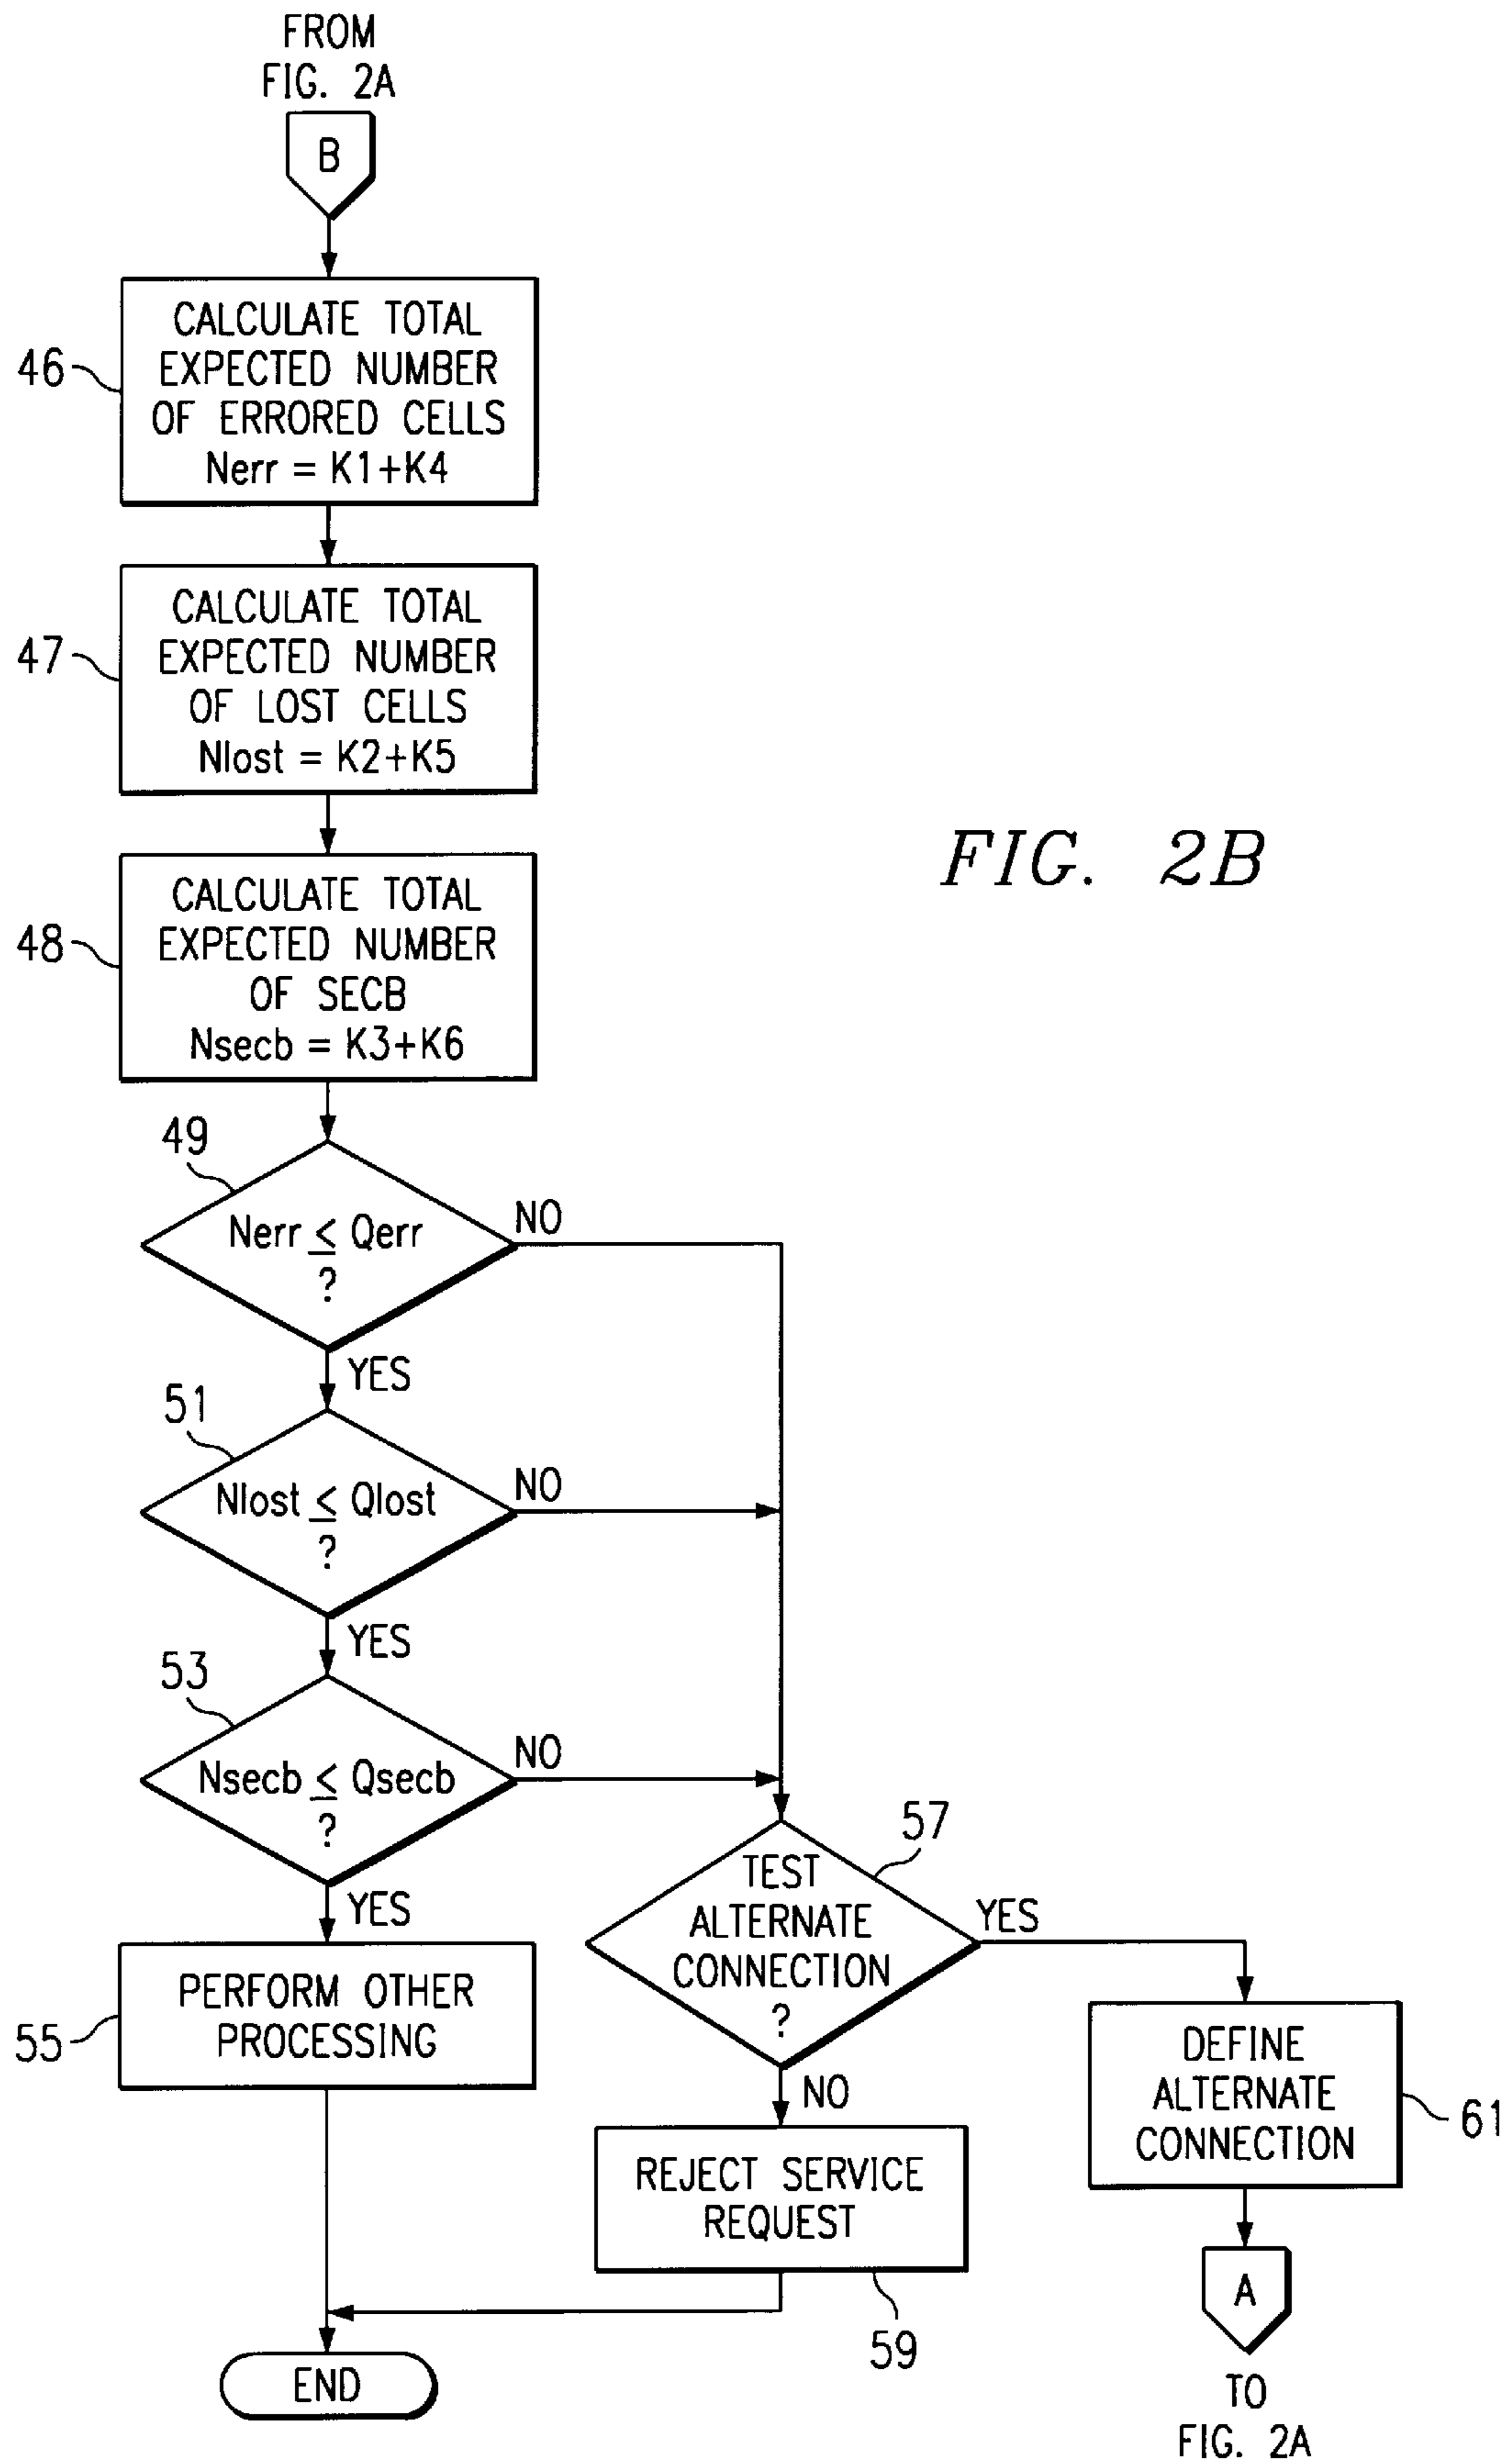 FROM
FIG. 2A
B
CALCULATE TOTAL
EXPECTED NUMBER
OF ERRORED CELLS
Nerr = K1+K4
46
CALCULATE TOTAL
EXPECTED NUMBER
OF LOST CELLS
Nlost = K2+K5
47
FIG. 2B
CALCULATE TOTAL
EXPECTED NUMBER
OF SECB
Nsecb = K3+K6
48
49
Nerr ≤ Qerr
?
NO
YES
51
Nlost ≤ Qlost
?
NO
YES
53
Nsecb ≤ Qsecb
?
NO
YES
57
TEST
ALTERNATE
CONNECTION
?
YES
NO
PERFORM OTHER
PROCESSING
55
DEFINE
ALTERNATE
CONNECTION
61
REJECT SERVICE
REQUEST
59
A
TO
FIG. 2A
END